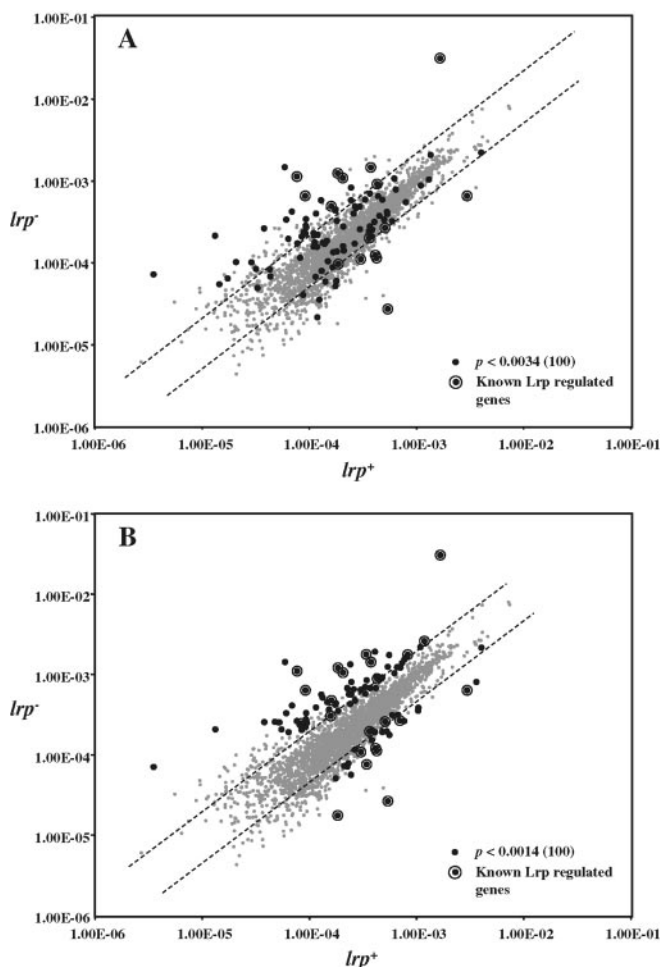 A
1.00E-01
1.00E-02
1.00E-03
lrp-
1.00E-04
1.00E-05
1.00E-06
p < 0.0034 (100)
Known Lrp regulated
genes
1.00E-06
1.00E-05
1.00E-04
1.00E-03
1.00E-02
1.00E-01
lrp+
B
1.00E-01
1.00E-02
1.00E-03
lrp-
1.00E-04
1.00E-05
1.00E-06
p < 0.0014 (100)
Known Lrp regulated
genes
1.00E-06
1.00E-05
1.00E-04
1.00E-03
1.00E-02
1.00E-01
lrp+